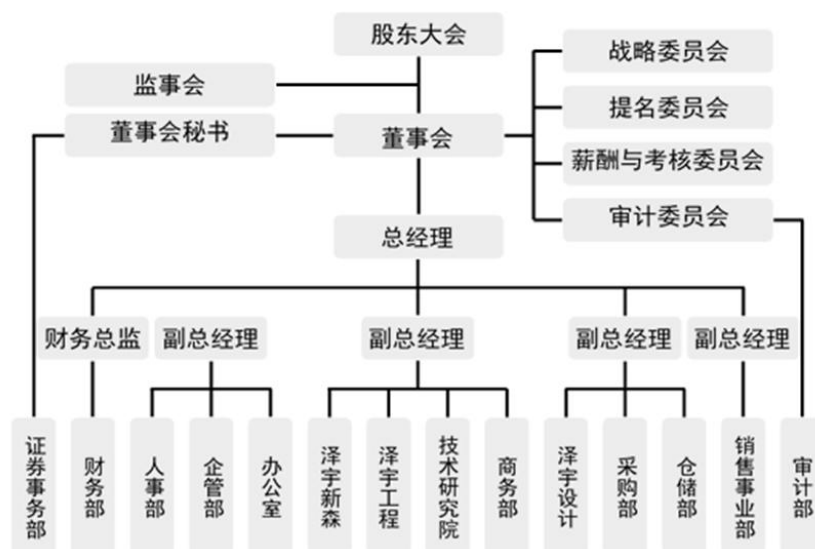 股东大会
监事会
董事会秘书
董事会
战略委员会
提名委员会
薪酬与考核委员会
审计委员会
总经理
财务总监
副总经理
副总经理
副总经理
副总经理
证券事务部
财务部
人事部
企管部
办公室
泽宇新森
泽宇工程
技术研究院
商务部
泽宇设计
采购部
仓储部
销售事业部
审计部